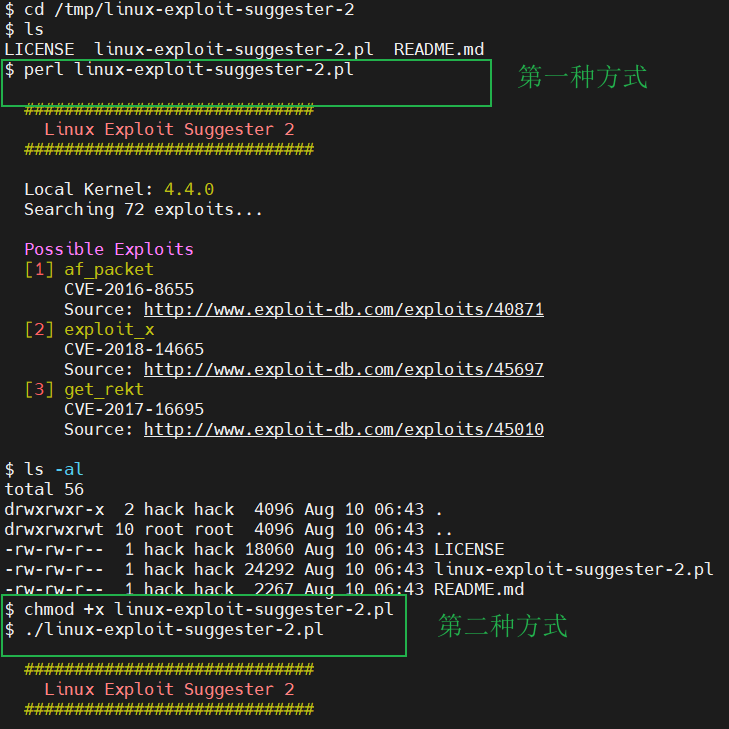 $ cd /tmp/linux-exploit-suggester-2
$ ls
LICENSE  linux-exploit-suggester-2.pl  README.md
$ perl linux-exploit-suggester-2.pl
第一种方式
#############################
Linux Exploit Suggester 2
#############################
Local Kernel: 4.4.0
Searching 72 exploits...
Possible Exploits
[1] af_packet
CVE-2016-8655
Source: http://www.exploit-db.com/exploits/40871
[2] exploit_x
CVE-2018-14665
Source: http://www.exploit-db.com/exploits/45697
[3] get_rekt
CVE-2017-16695
Source: http://www.exploit-db.com/exploits/45010
$ ls -al
total 56
drwxrwxr-x  2 hack hack  4096 Aug 10 06:43 .
drwxrwxrwt 10 root root  4096 Aug 10 06:43 ..
-rw-rw-r--  1 hack hack 18060 Aug 10 06:43 LICENSE
-rw-rw-r--  1 hack hack 24292 Aug 10 06:43 linux-exploit-suggester-2.pl
-rw-rw-r--  1 hack hack  2267 Aug 10 06:43 README.md
$ chmod +x linux-exploit-suggester-2.pl
$ ./linux-exploit-suggester-2.pl
第二种方式
#############################
Linux Exploit Suggester 2
#############################